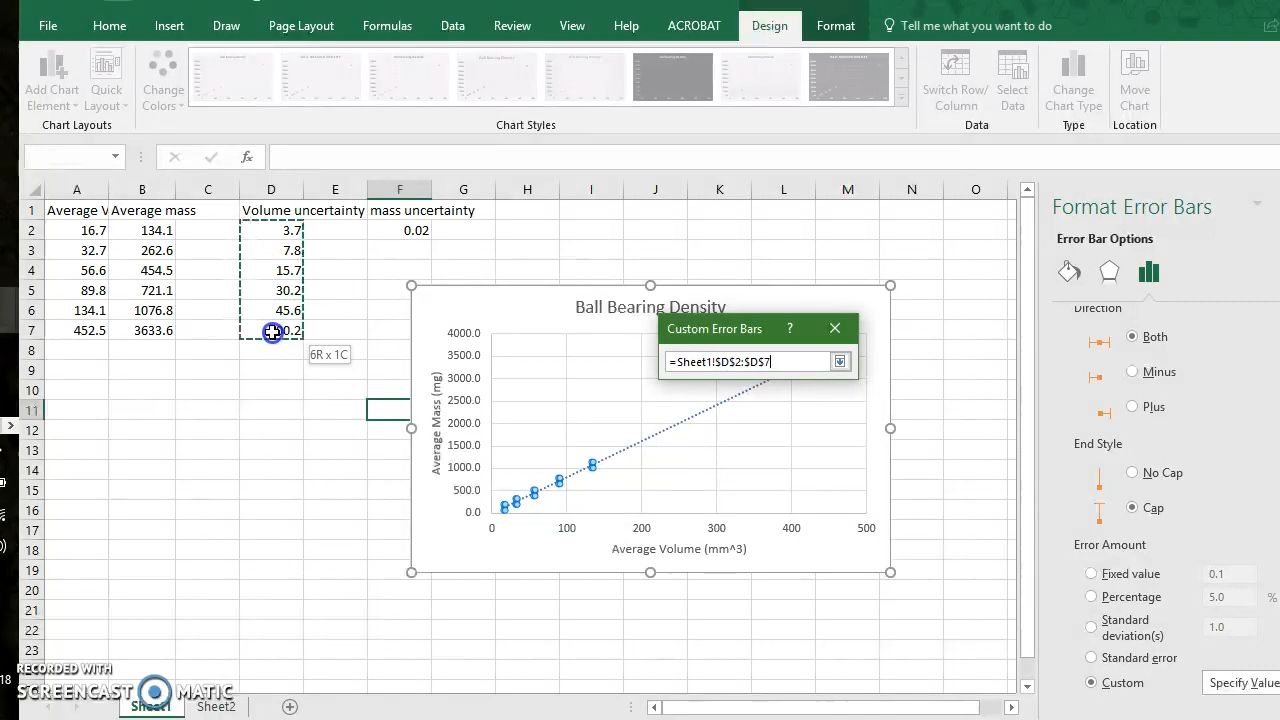 File Home Insert Draw Page Layout Formulas Data Review View Help ACROBAT Design Format Tell me what you want to do
Add Chart Element
Quick Layout
Change Colors
Switch Row/ Column
Select Data
Change Chart Type
Move Chart
Chart Layouts Chart Styles Data Type Location
fx
A B C D E F G H I J K L M N O
1 Average V Average mass Volume uncertainty mass uncertainty
2 16.7 134.1 3.7 0.02
3 32.7 262.6 7.8
4 56.6 454.5 15.7
5 89.8 721.1 30.2
6 134.1 1076.8 45.6
7 452.5 3633.6 0.2
8
9
10
11
12
13
14
15
16
17
18
19
20
21
22
23
6R x 1C
Ball Bearing Density
Average Mass (mg)
4000.0
3500.0
3000.0
2500.0
2000.0
1500.0
1000.0
500.0
0.0
0 100 200 300 400 500
Average Volume (mm^3)
Custom Error Bars ?
=Sheet1!$D$2:$D$7
Format Error Bars
Error Bar Options
Direction
Both
Minus
Plus
End Style
No Cap
Cap
Error Amount
Fixed value 0.1
Percentage 5.0 %
Standard deviation(s) 1.0
Standard error
Custom Specify Value
RECORDED WITH
SCREENCAST MATIC
18
Sheet1 Sheet2